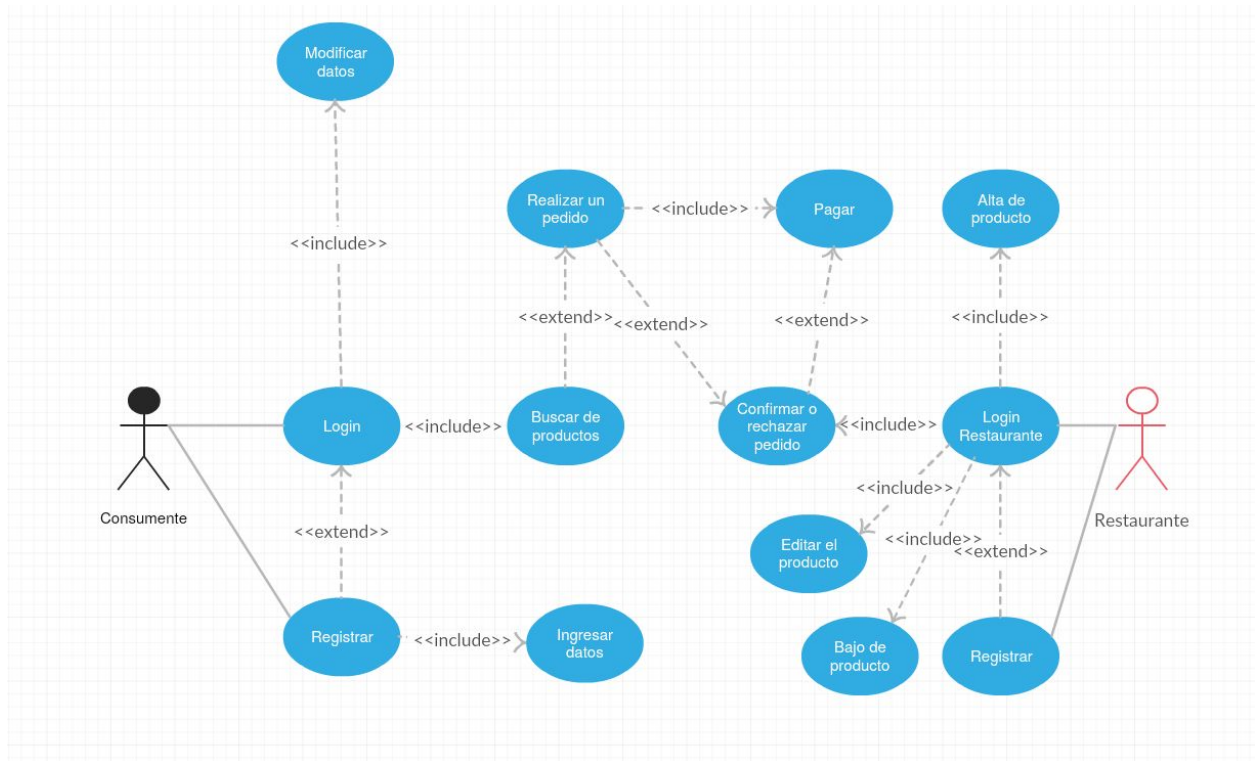 Modificar
datos
Realizar un
pedido
<<include>>
Pagar
Alta de
producto
<<include>>
<<extend>>
<<extend>>
<<extend>>
<<include>>
Login
<<include>>
Buscar de
productos
Confirmar o
rechazar
pedido
<<include>>
Login
Restaurante
Consumente
<<include>>
Restaurante
<<extend>>
<<include>>
<<extend>>
Editar el
producto
Registrar
<<include>>
Ingresar
datos
Bajo de
producto
Registrar